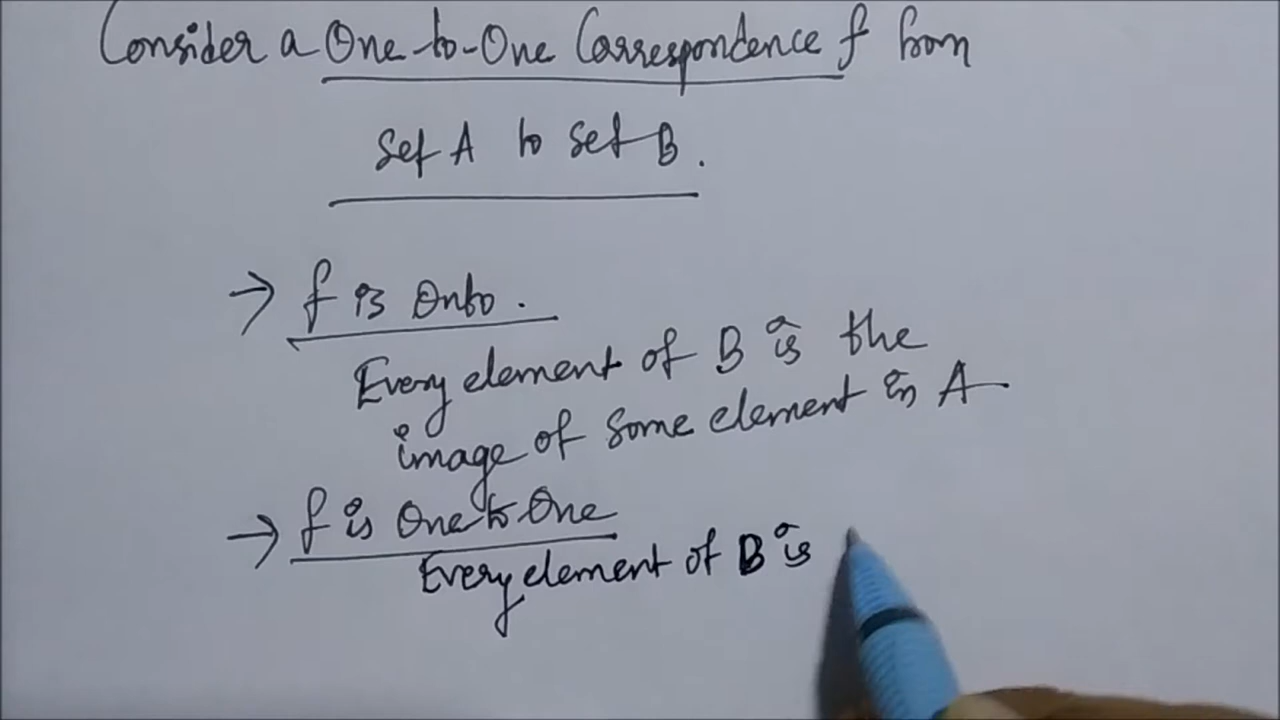 Consider a One-to-One Correspondence f from
Set A to Set B.
→ f is Onto.
Every element of B is the
image of Some element in A
→ f is One to One
Every element of B is